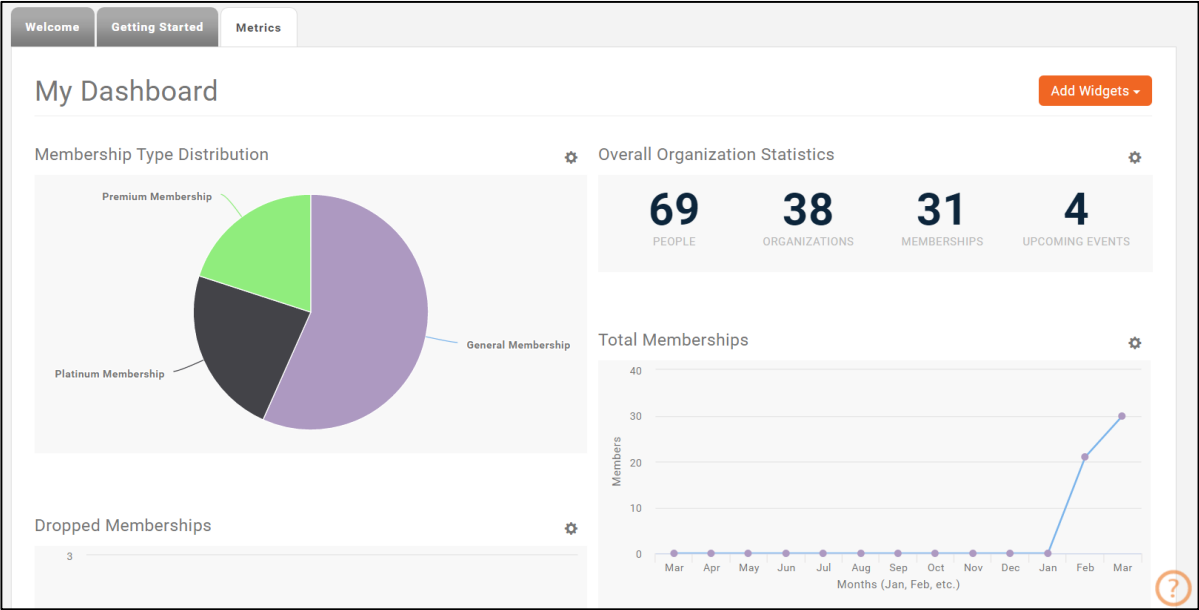 Welcome
Getting Started
Metrics
My Dashboard
Add Widgets
Membership Type Distribution
Premium Membership
General Membership
Platinum Membership
Overall Organization Statistics
69 38 31 4
PEOPLE ORGANIZATIONS MEMBERSHIPS UPCOMING EVENTS
Total Memberships
40
30
20
10
0
Members
Mar Apr May Jun Jul Aug Sep Oct Nov Dec Jan Feb Mar
Months (Jan, Feb, etc.)
Dropped Memberships
3
?